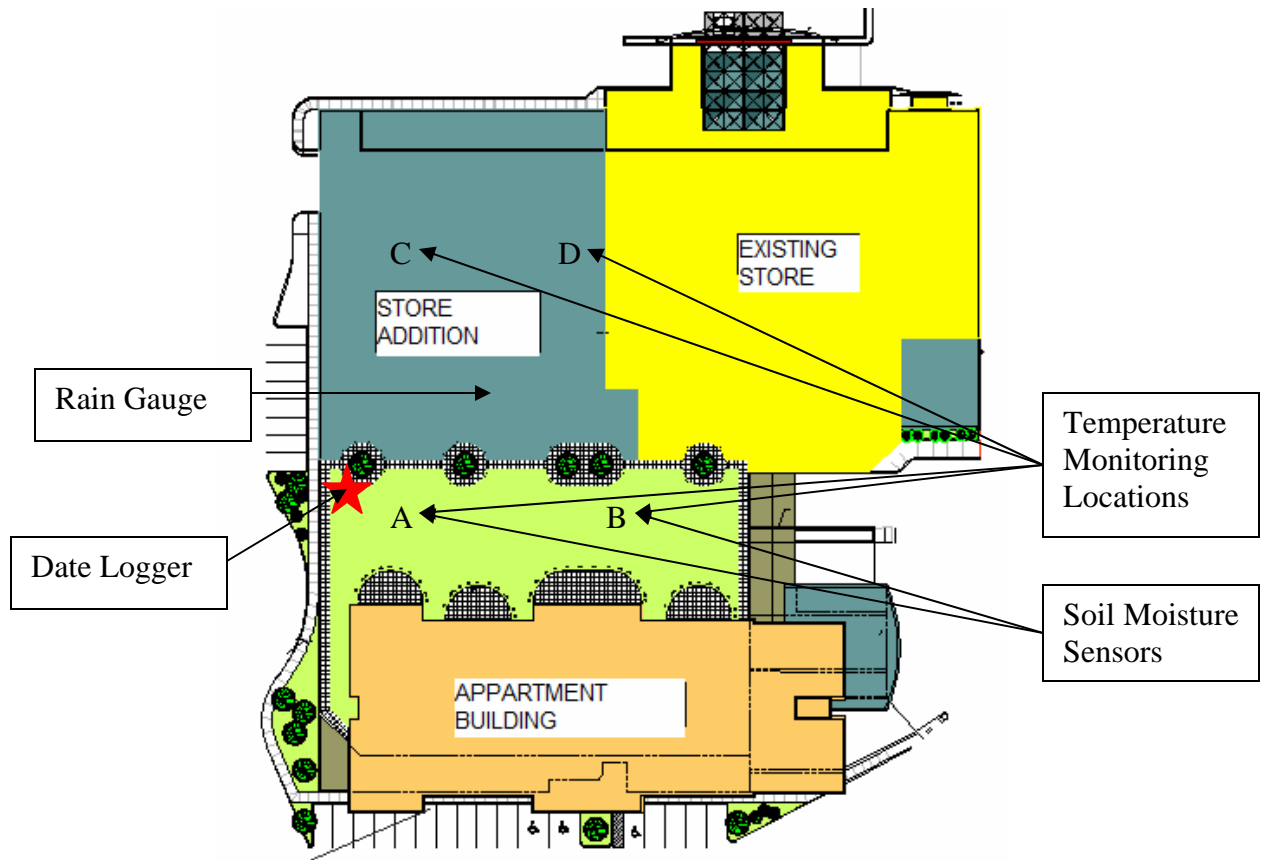 C
D
EXISTING
STORE
STORE
ADDITION
Rain Gauge
Temperature
Monitoring
Locations
A
B
Date Logger
Soil Moisture
Sensors
APPARTMENT
BUILDING